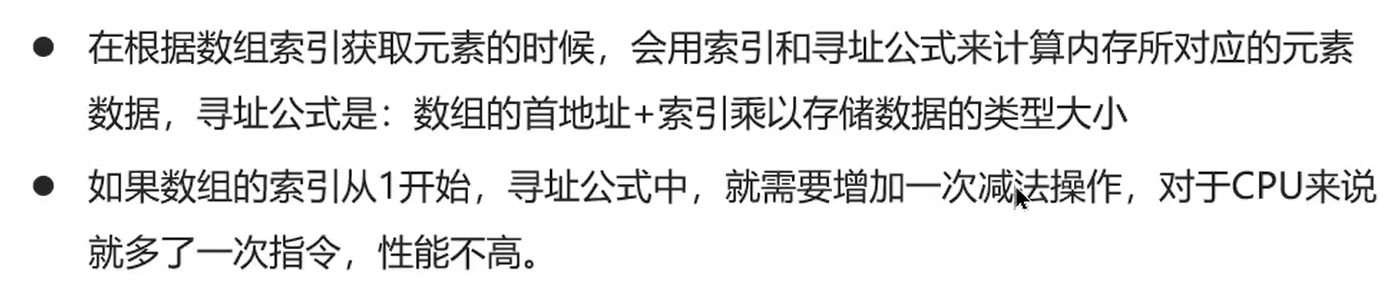 ● 在根据数组索引获取元素的时候，会用索引和寻址公式来计算内存所对应的元素
数据，寻址公式是：数组的首地址+索引乘以存储数据的类型大小
● 如果数组的索引从1开始，寻址公式中，就需要增加一次减法操作，对于CPU来说
就多了一次指令，性能不高。